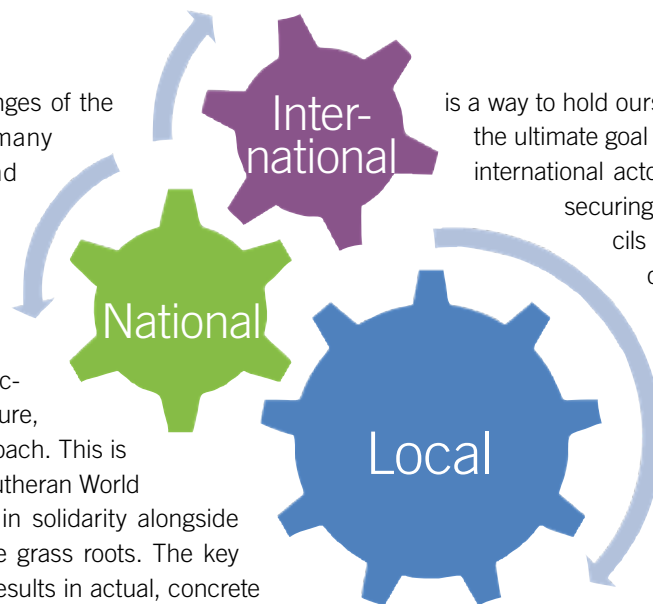 nges of the
many
nd
c-
ure,
oach. This is
utheran World
in solidarity alongside
e grass roots. The key
esults in actual, concrete
Inter-
national
National
Local
is a way to hold ours
the ultimate goal
international acto
securing
cils